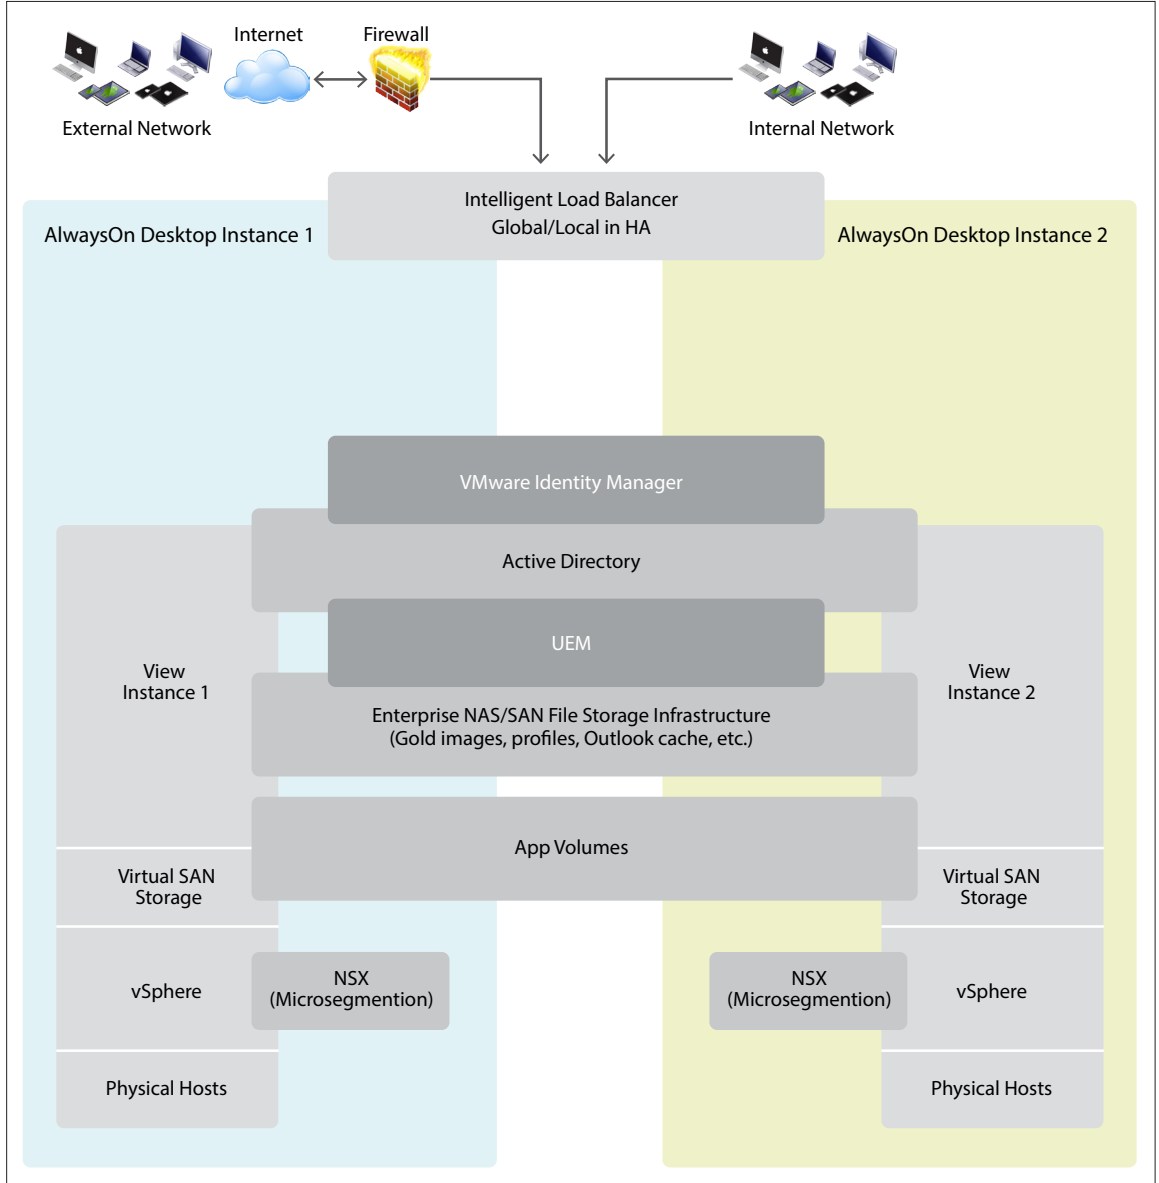 Internet
Firewall
External Network
Internal Network
Intelligent Load Balancer
Global/Local in HA
AlwaysOn Desktop Instance 1
AlwaysOn Desktop Instance 2
VMware Identity Manager
Active Directory
UEM
View
Instance 1
View
Instance 2
Enterprise NAS/SAN File Storage Infrastructure
(Gold images, profiles, Outlook cache, etc.)
App Volumes
Virtual SAN
Storage
Virtual SAN
Storage
vSphere
NSX
(Microsegmention)
NSX
(Microsegmention)
vSphere
Physical Hosts
Physical Hosts